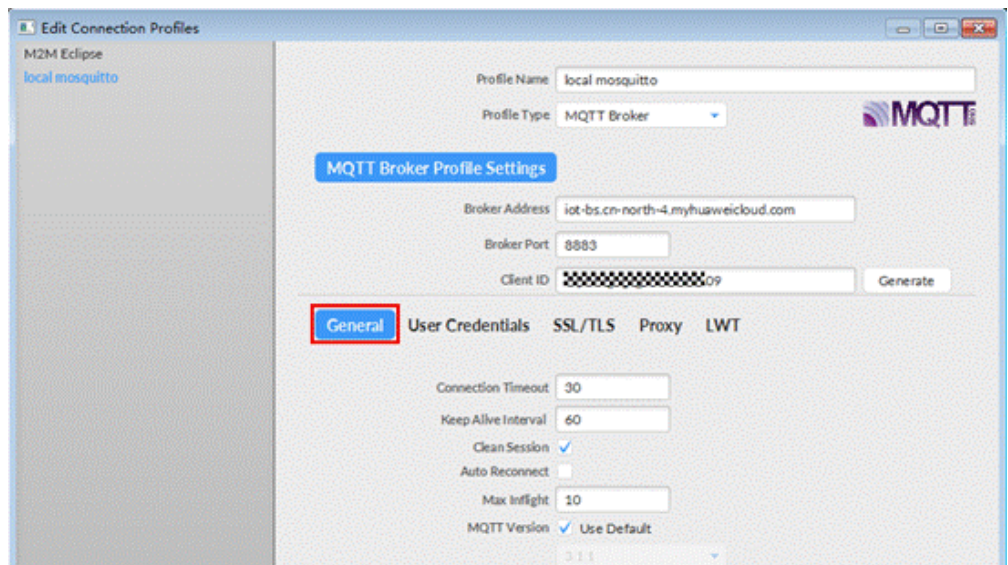 Edit Connection Profiles
M2M Eclipse
local mosquitto
Profile Name local mosquitto
Profile Type MQTT Broker
MQTT
MQTT Broker Profile Settings
Broker Address iot-bs.cn-north-4.myhuaweicloud.com
Broker Port 8883
Client ID 09 Generate
General User Credentials SSL/TLS Proxy LWT
Connection Timeout 30
Keep Alive Interval 60
Clean Session
Auto Reconnect
Max Inflight 10
MQTT Version Use Default
3.1.1